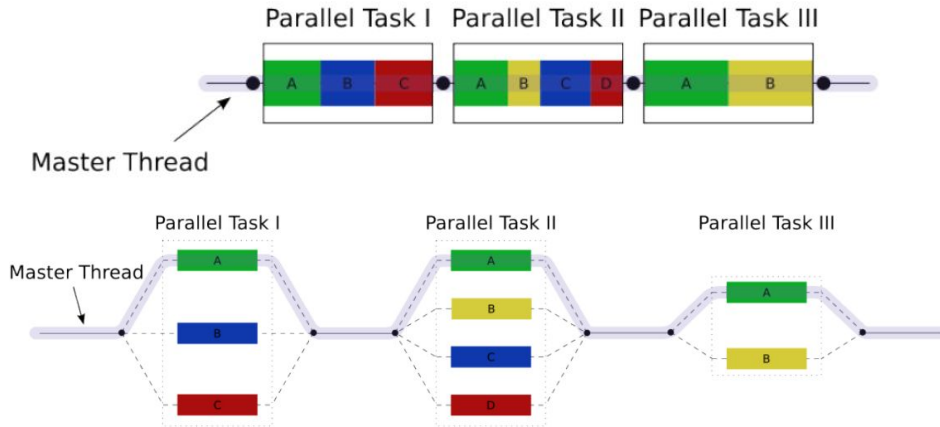 Parallel Task I Parallel Task II Parallel Task III
A B C A B C D A B
Master Thread
Parallel Task I Parallel Task II Parallel Task III
Master Thread
A A
A
B
B
C
B
C D